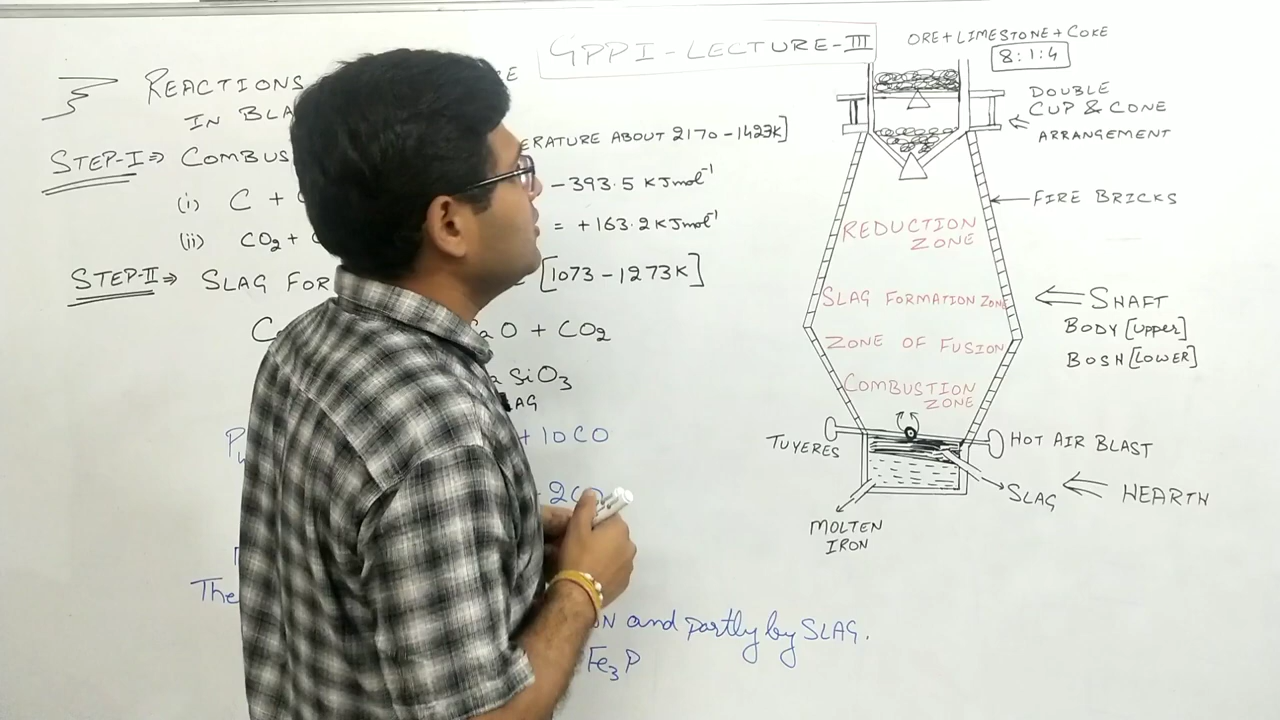 GPPI-LECTURE-III
REACTIONS
IN BLA
STEP-I⇒ COMBUS
ERATURE ABOUT 2170-1423K]
(i) C +
-393.5 KJmol⁻¹
(ii) CO₂ +
= +163.2 KJmol⁻¹
STEP-II⇒ SLAG FOR
[1073-1273K]
aO + CO₂
SiO₃
AG
+ 10CO
The
and partly by SLAG.
Fe₃P
ORE+LIMESTONE+COKE
8:1:4
DOUBLE
CUP & CONE
ARRANGEMENT
FIRE BRICKS
REDUCTION
ZONE
SLAG FORMATION ZONE
SHAFT
BODY [Upper]
BOSH [LOWER]
ZONE OF FUSION
COMBUSTION
ZONE
TUYERES
HOT AIR BLAST
SLAG
HEARTH
MOLTEN
IRON